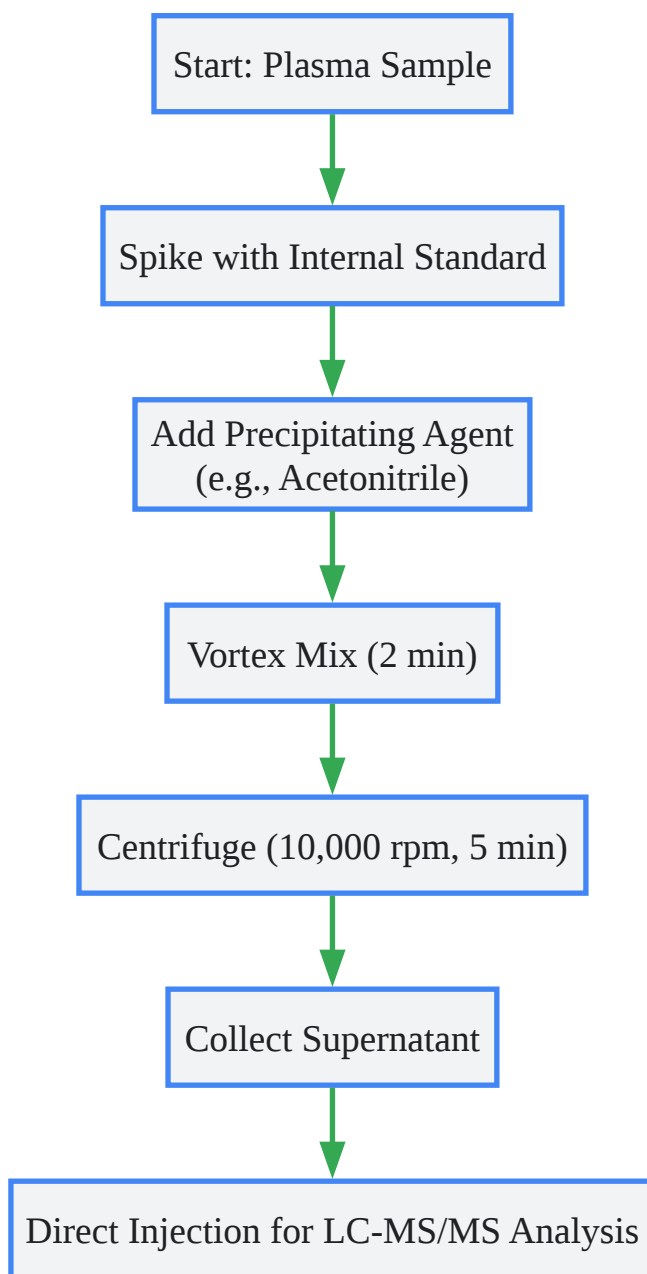 Start: Plasma Sample
Spike with Internal Standard
Add Precipitating Agent
(e.g., Acetonitrile)
Vortex Mix (2 min)
Centrifuge (10,000 rpm, 5 min)
Collect Supernatant
Direct Injection for LC-MS/MS Analysis